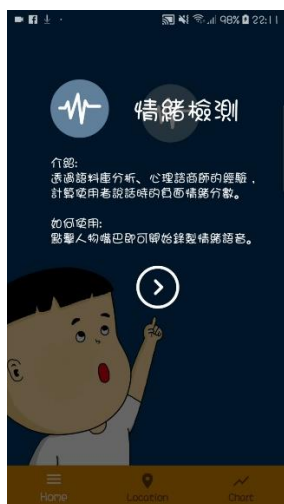 98% 22:11
情緒檢測
介紹:
透過語料庫分析、心理諮商師的經驗，
計算使用者說話時的負面情緒分數。
如何使用:
點擊人物嘴巴即可開始錄製情緒語音。
Home Location Chart